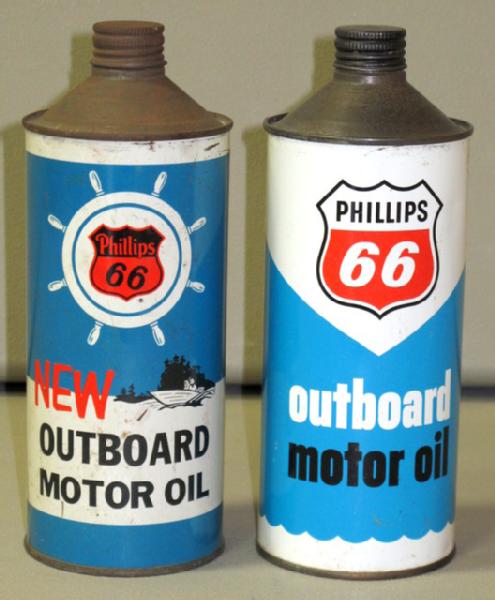 Phillips
66
NEW
OUTBOARD
MOTOR OIL
PHILLIPS
66
outboard
motor oil